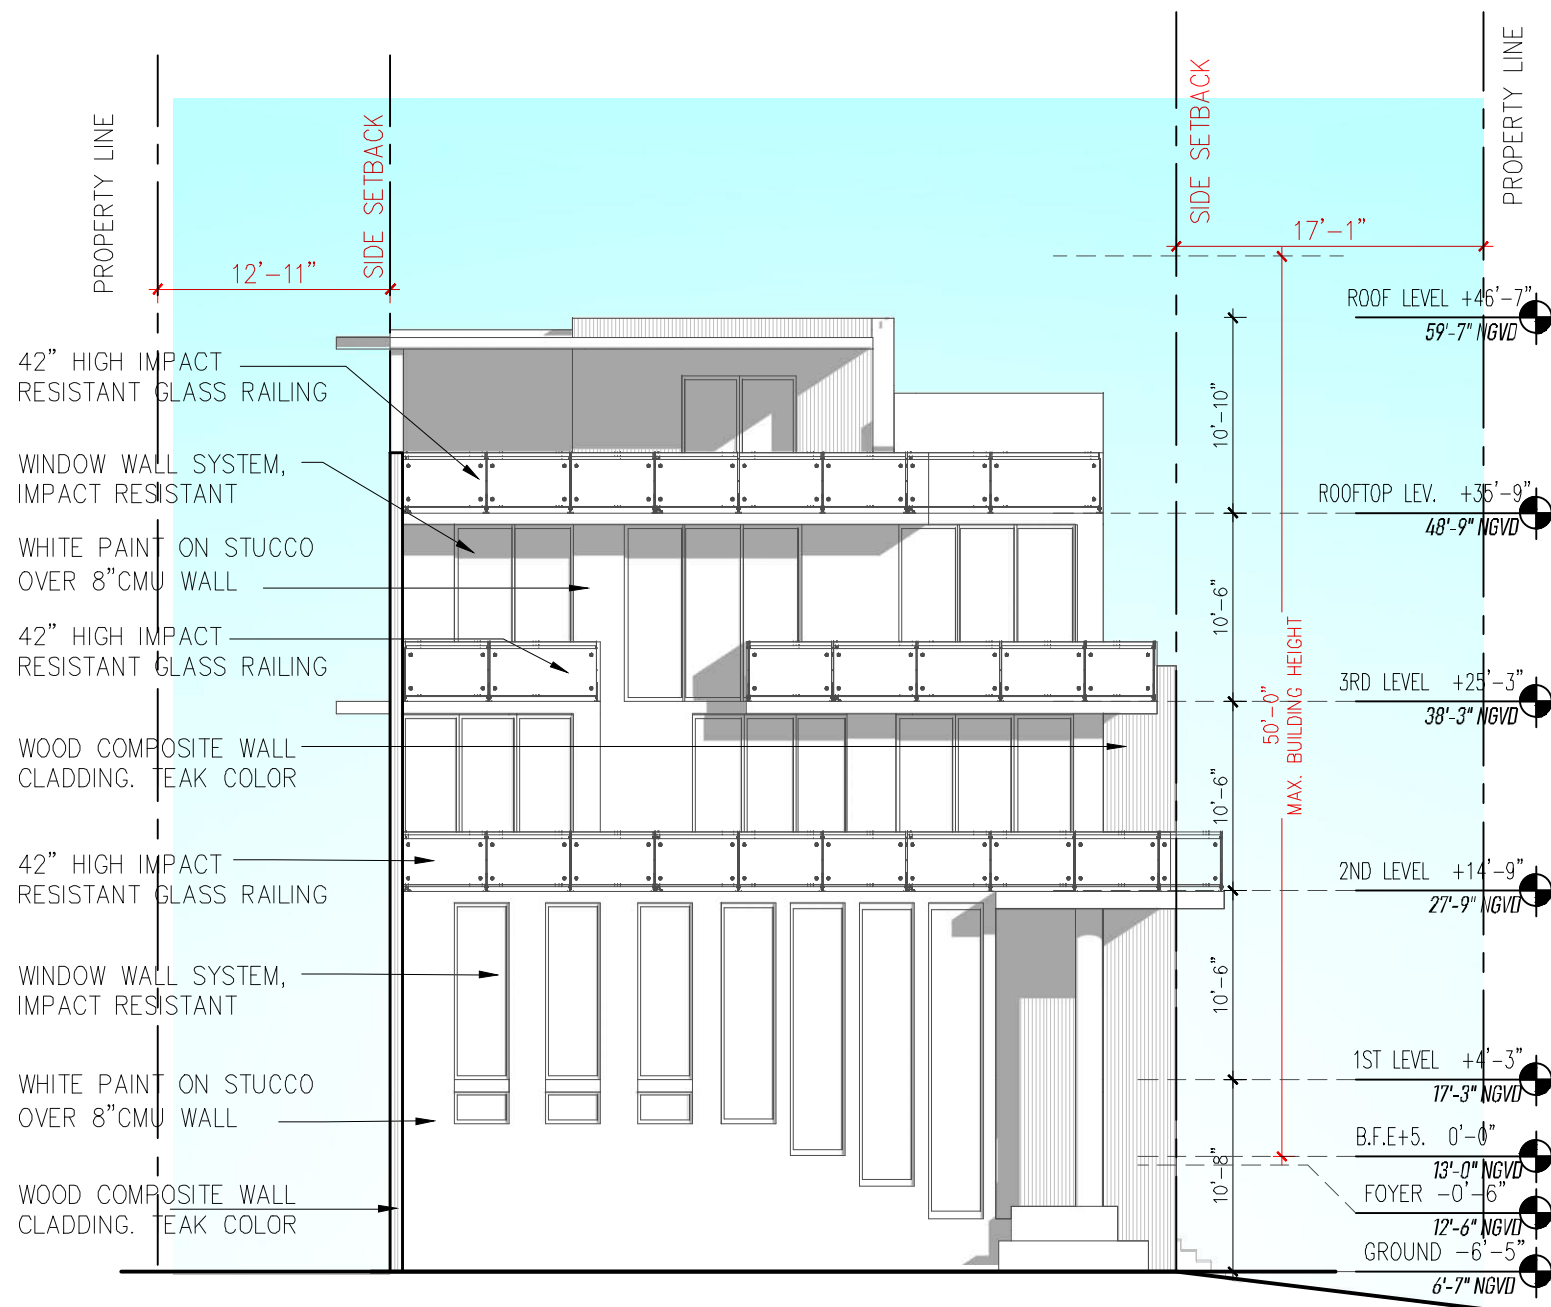 PROPERTY LINE
SIDE SETBACK
SIDE SETBACK
PROPERTY LINE
12'-11"
17'-1"
42" HIGH IMPACT
RESISTANT GLASS RAILING
WINDOW WALL SYSTEM,
IMPACT RESISTANT
WHITE PAINT ON STUCCO
OVER 8"CMU WALL
42" HIGH IMPACT
RESISTANT GLASS RAILING
WOOD COMPOSITE WALL
CLADDING. TEAK COLOR
42" HIGH IMPACT
RESISTANT GLASS RAILING
WINDOW WALL SYSTEM,
IMPACT RESISTANT
WHITE PAINT ON STUCCO
OVER 8"CMU WALL
WOOD COMPOSITE WALL
CLADDING. TEAK COLOR
10'-10"
10'-6"
10'-6"
10'-6"
10'-8"
50'-0"
MAX. BUILDING HEIGHT
ROOF LEVEL +46'-7"
59'-7" NGVD
ROOFTOP LEV. +35'-9"
48'-9" NGVD
3RD LEVEL +25'-3"
38'-3" NGVD
2ND LEVEL +14'-9"
27'-9" NGVD
1ST LEVEL +4'-3"
17'-3" NGVD
B.F.E+5. 0'-0"
13'-0" NGVD
FOYER -0'-6"
12'-6" NGVD
GROUND -6'-5"
6'-7" NGVD